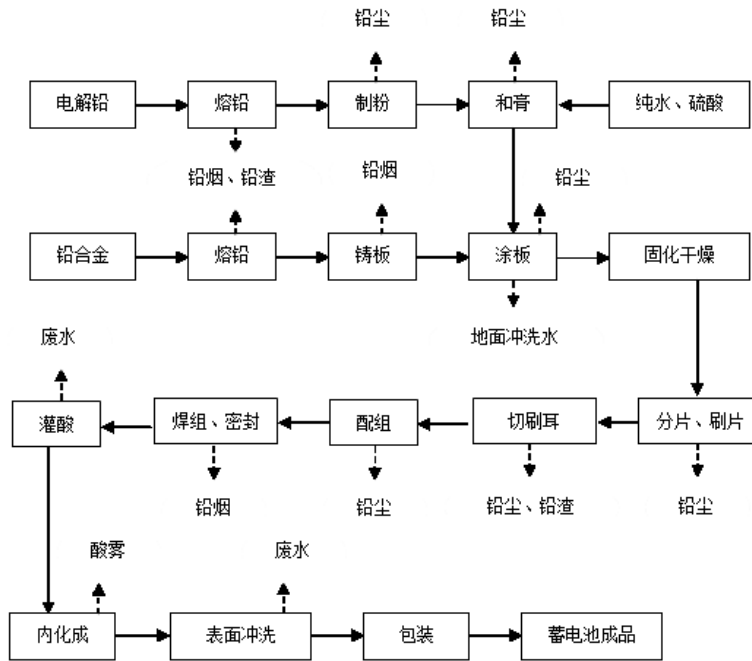 铅尘
铅尘
电解铅
熔铅
制粉
和膏
纯水、硫酸
铅烟、铅渣
铅烟
铅尘
铅合金
熔铅
铸板
涂板
固化干燥
废水
地面冲洗水
灌酸
焊组、密封
配组
切刷耳
分片、刷片
铅烟
铅尘
铅尘、铅渣
铅尘
酸雾
废水
内化成
表面冲洗
包装
蓄电池成品